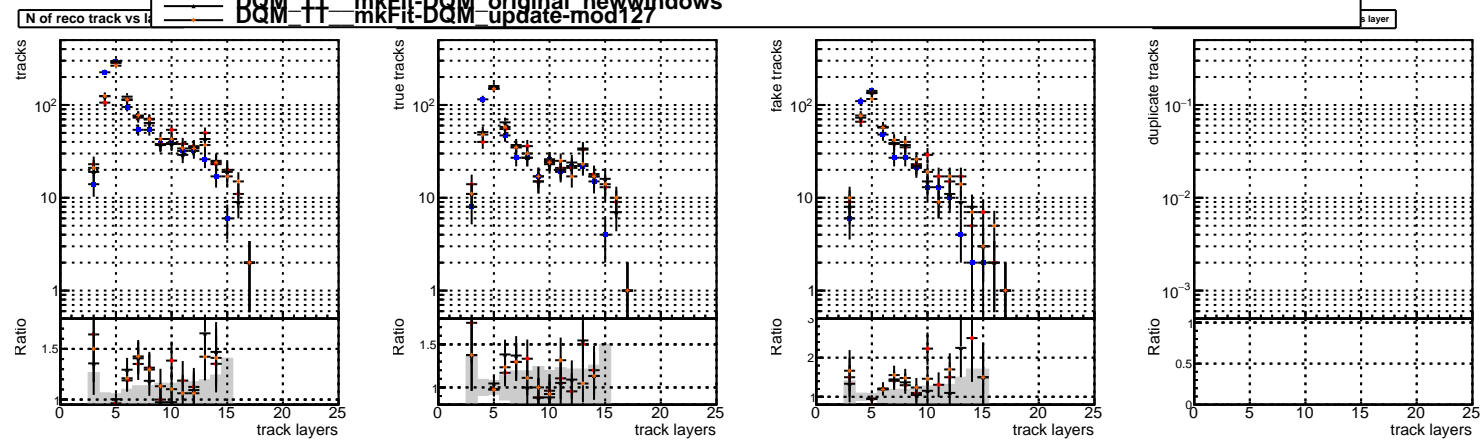 DQM_TT__mkFit-DQM_original_newwindows
DQM_TT__mkFit-DQM_update-mod127
N of reco track vs la
s layer
tracks
10²
10
1
Ratio
1.5
1
0 5 10 15 20 25
track layers
true tracks
10²
10
1
Ratio
1.5
1
0 5 10 15 20 25
track layers
fake tracks
10²
10
1
Ratio
3
2
1
0 5 10 15 20 25
track layers
duplicate tracks
10⁻¹
10⁻²
10⁻³
Ratio
1
0.5
0
0 5 10 15 20 25
track layers